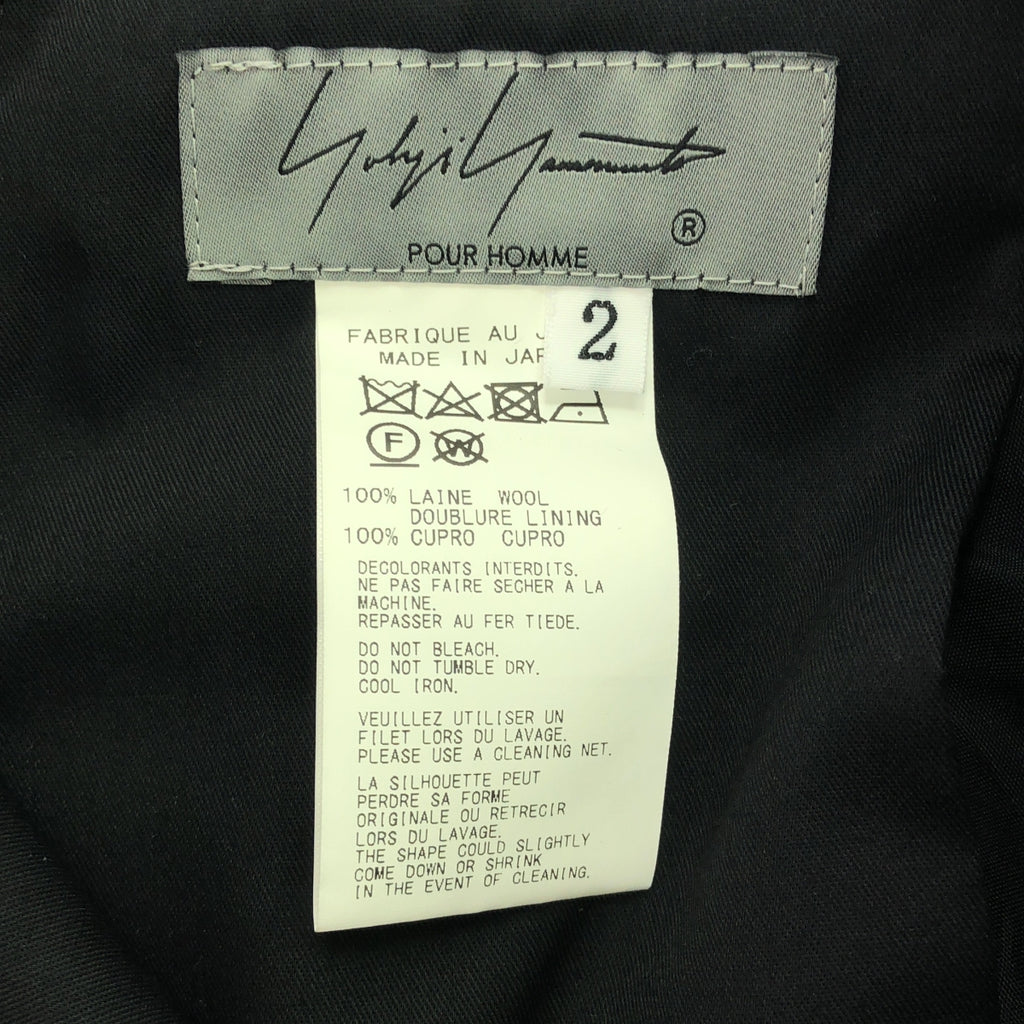 Yohji Yamamoto
®
POUR HOMME
2
FABRIQUE AU
MADE IN
F
W
100% LAINE WOOL
DOUBLURE LINING
100% CUPRO CUPRO
DECOLORANTS INTERDITS.
NE PAS FAIRE SECHER A LA
MACHINE.
REPASSER AU FER TIEDE.
DO NOT BLEACH.
DO NOT TUMBLE DRY.
COOL IRON.
VEUILLEZ UTILISER UN
FILET LORS DU LAVAGE.
PLEASE USE A CLEANING NET.
LA SILHOUETTE PEUT
PERDRE SA FORME
ORIGINALE OU RETRECIR
LORS DU LAVAGE.
THE SHAPE COULD SLIGHTLY
COME DOWN OR SHRINK
IN THE EVENT OF CLEANING.